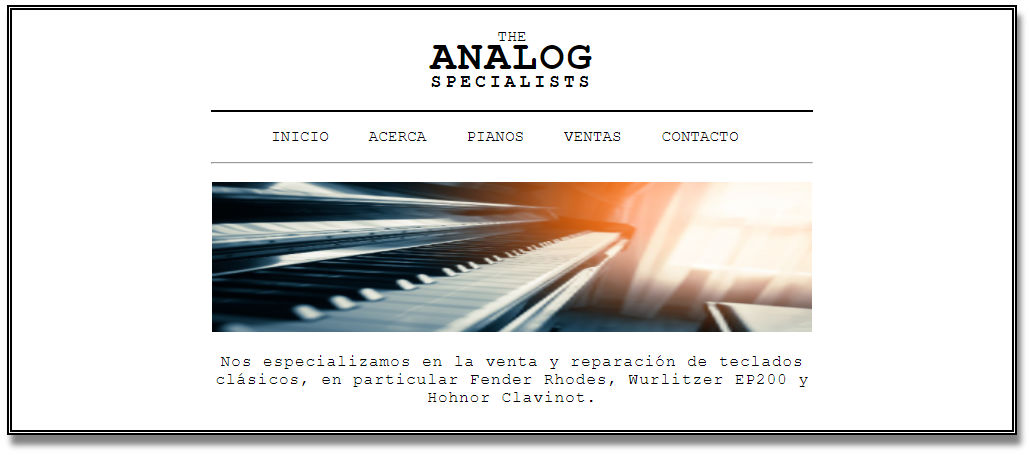 THE
ANALOG
SPECIALISTS
INICIO ACERCA PIANOS VENTAS CONTACTO
Nos especializamos en la venta y reparación de teclados
clásicos, en particular Fender Rhodes, Wurlitzer EP200 y
Hohnor Clavinot.